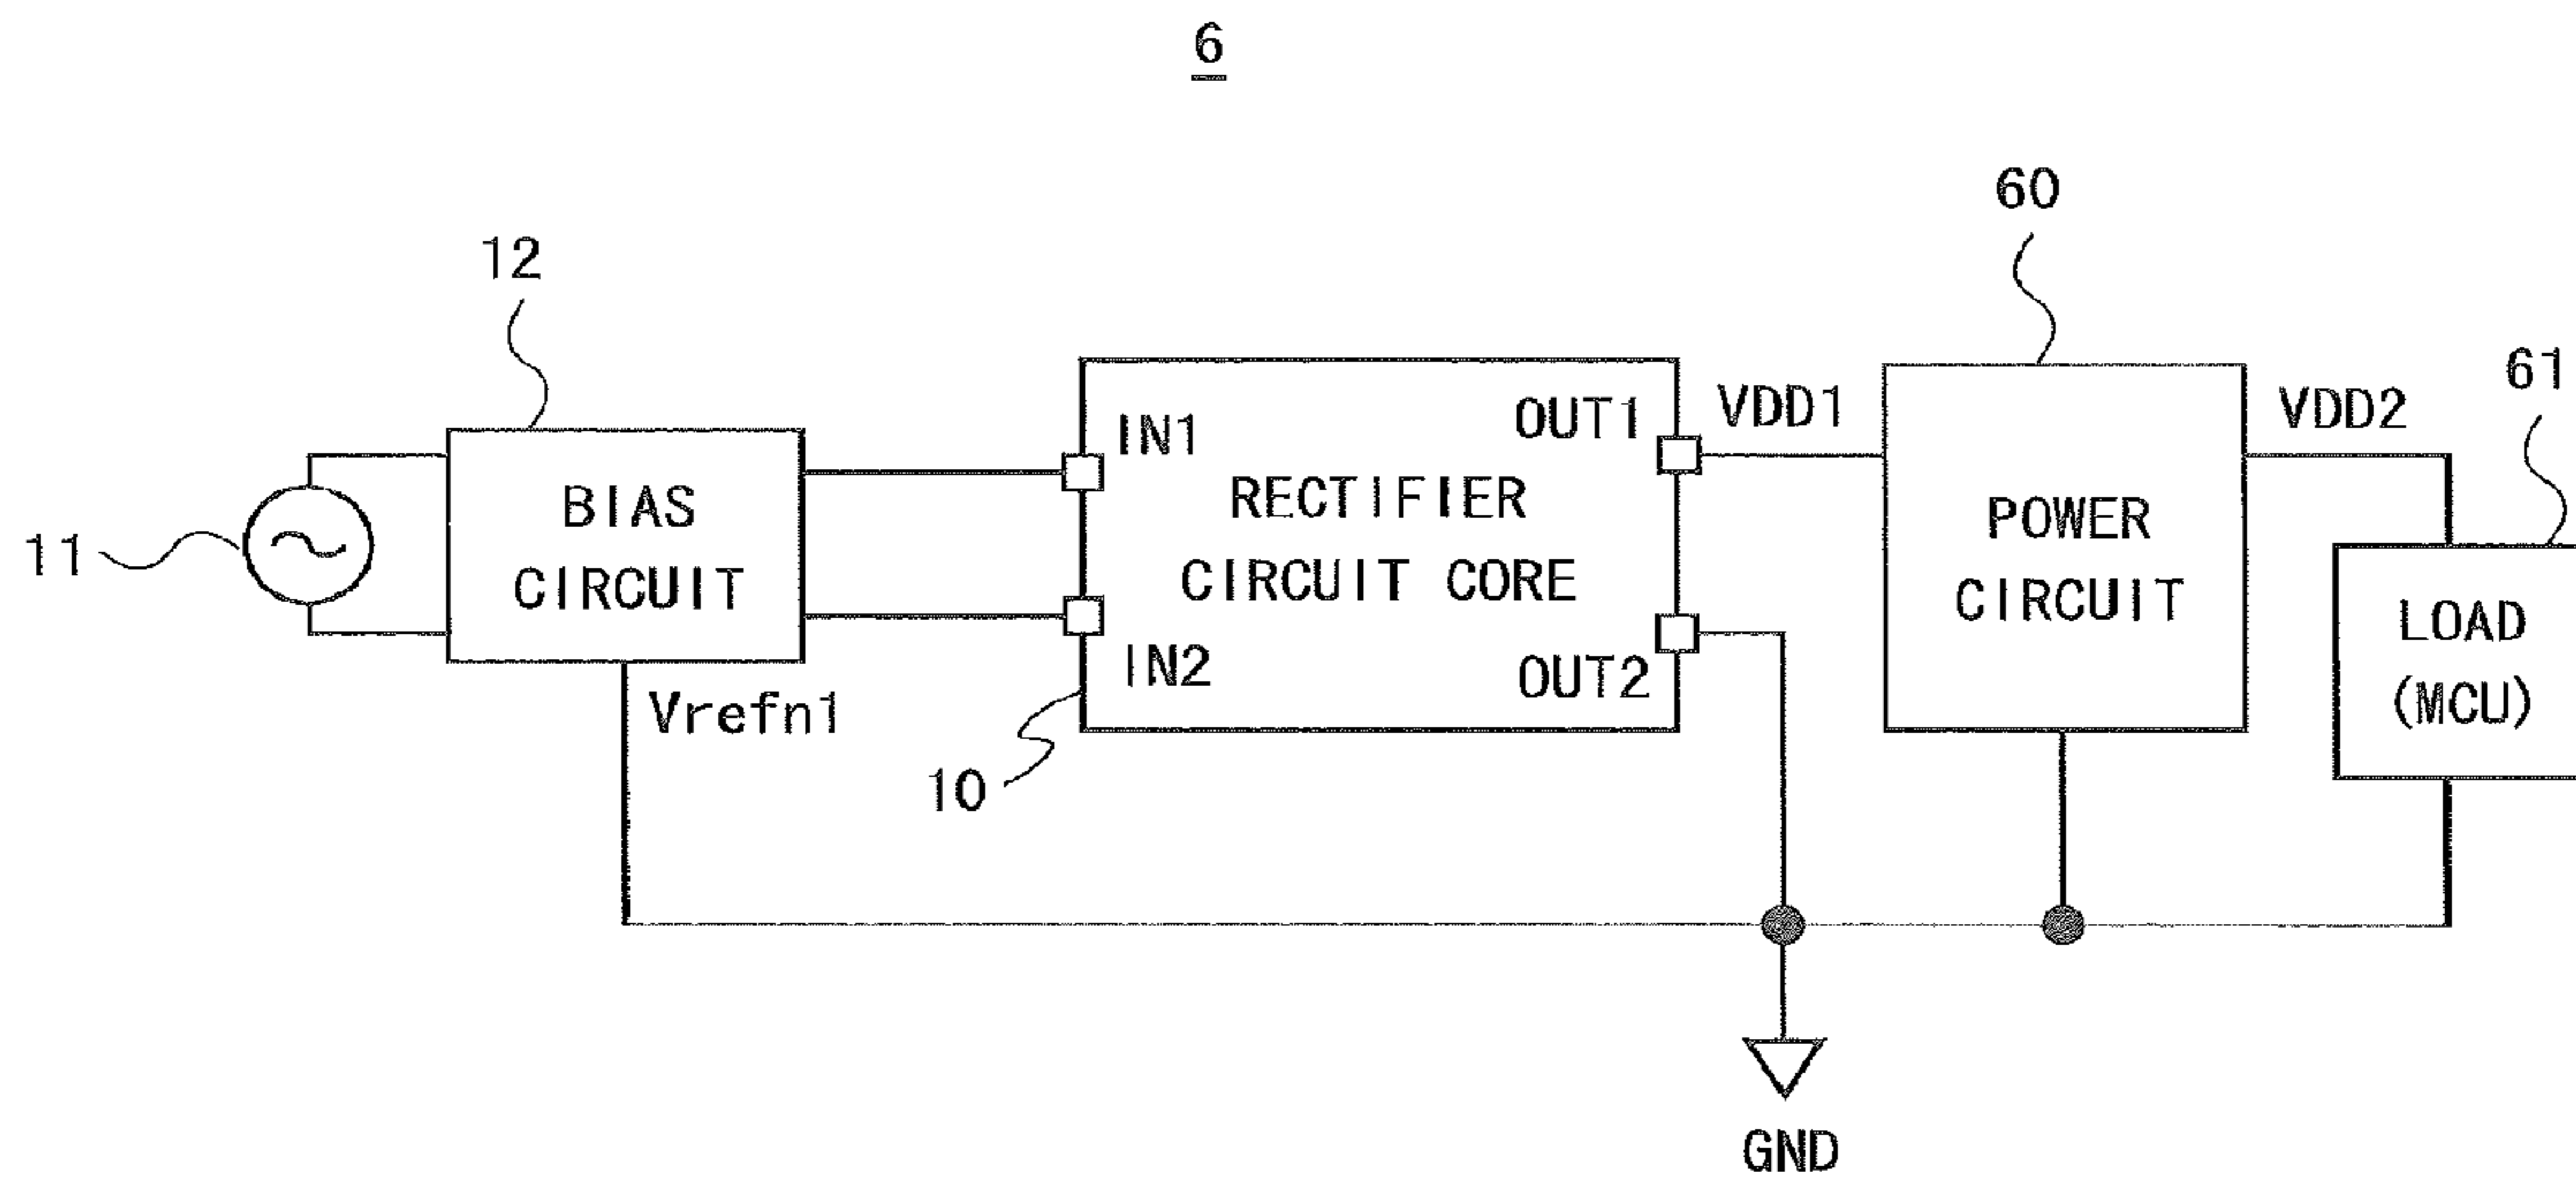 6
60
12
61
VDD1
VDD2
OUT1
IN1
BIAS
CIRCUIT
RECTIFIER
CIRCUIT CORE
POWER
CIRCUIT
11
LOAD
(MCU)
IN2
OUT2
Vrefn1
10
GND